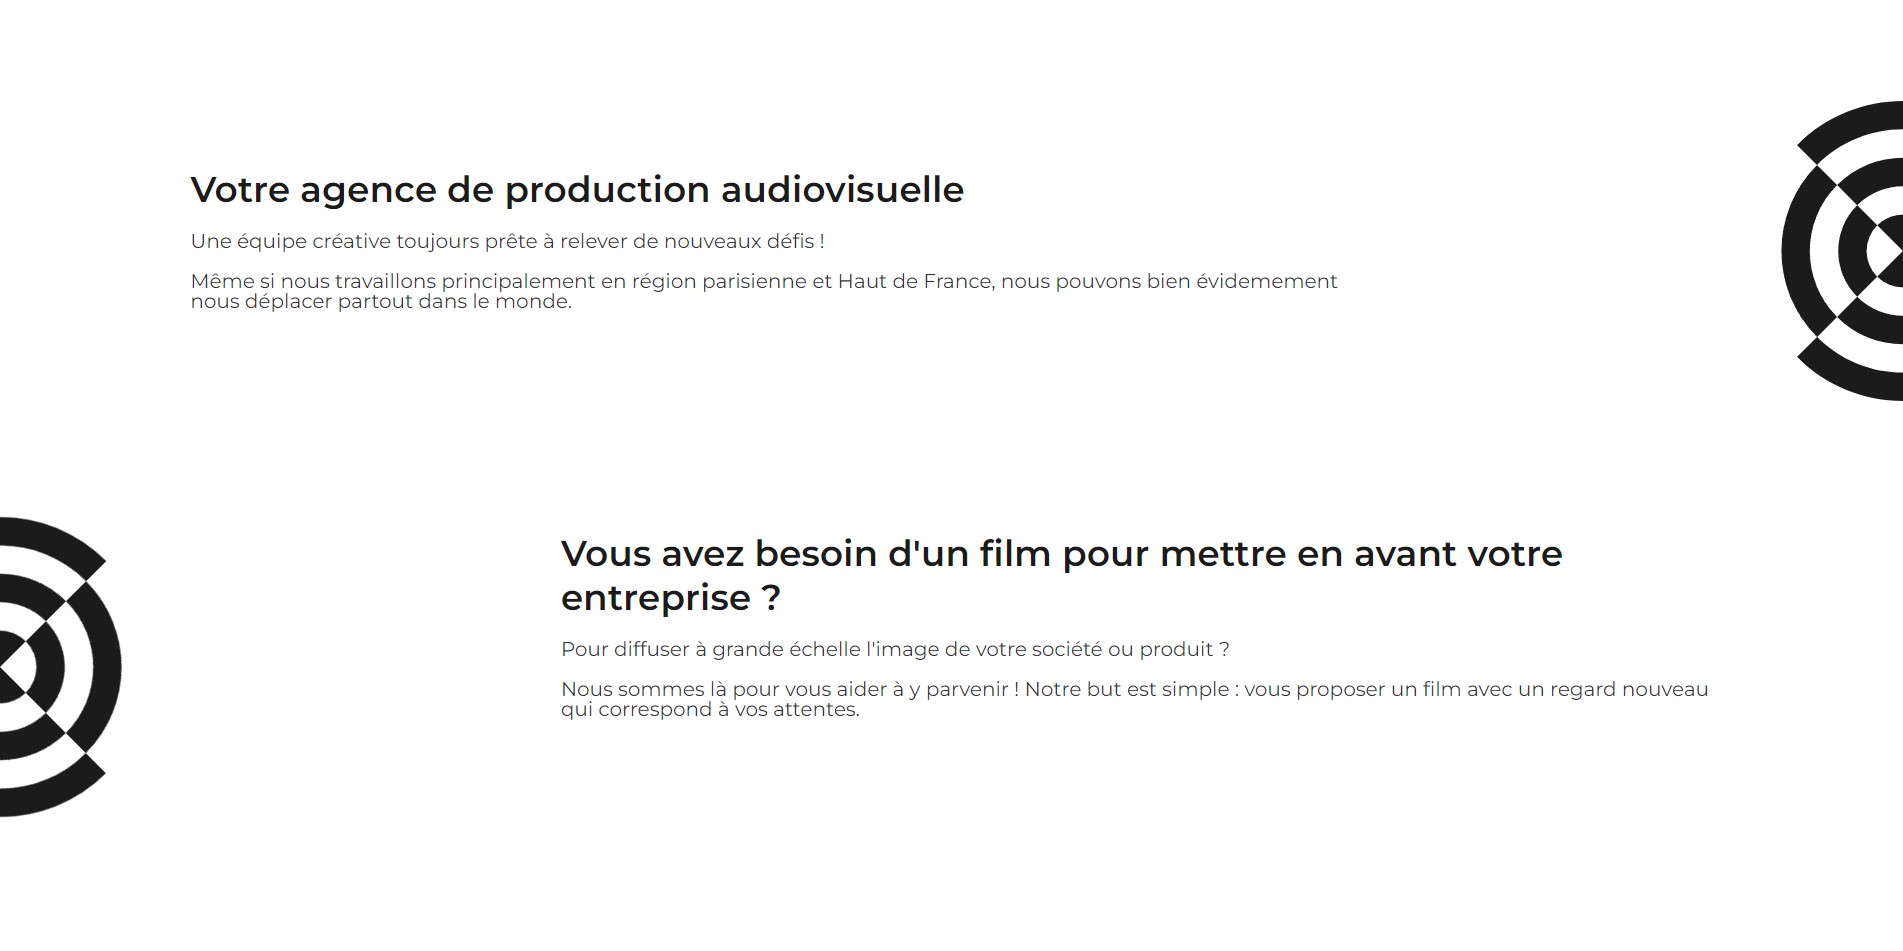 Votre agence de production audiovisuelle
Une équipe créative toujours prête à relever de nouveaux défis !
Même si nous travaillons principalement en région parisienne et Haut de France, nous pouvons bien évidemement
nous déplacer partout dans le monde.
Vous avez besoin d'un film pour mettre en avant votre
entreprise ?
Pour diffuser à grande échelle l'image de votre société ou produit ?
Nous sommes là pour vous aider à y parvenir ! Notre but est simple : vous proposer un film avec un regard nouveau
qui correspond à vos attentes.